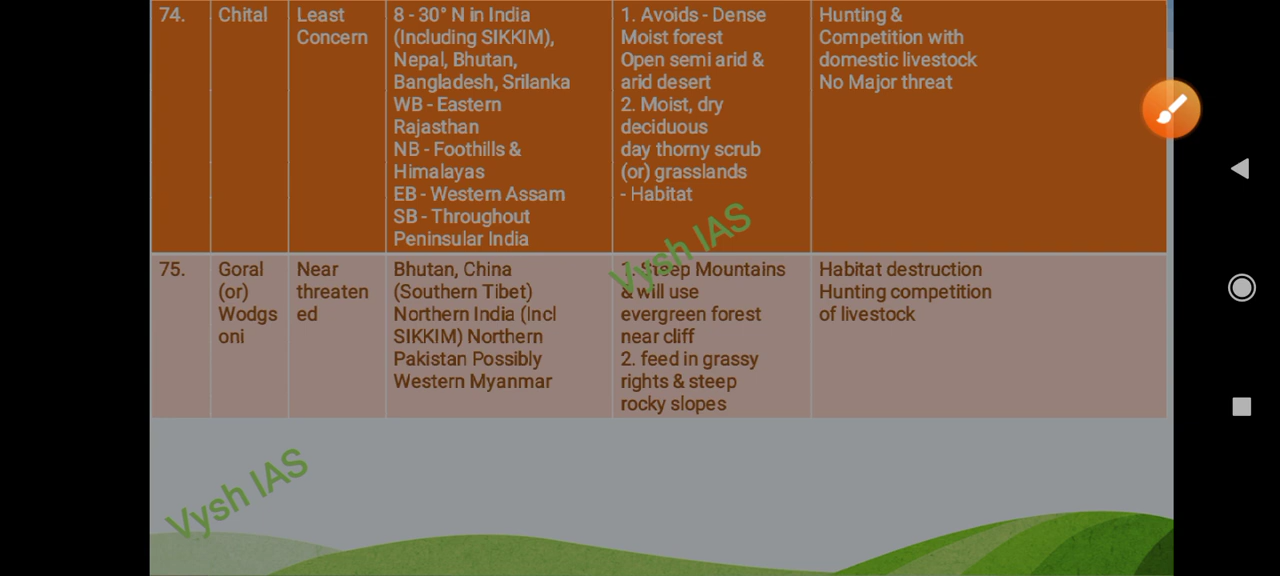 74.
Chital
Least
Concern
8 - 30° N in India
(Including SIKKIM),
Nepal, Bhutan,
Bangladesh, Srilanka
WB - Eastern
Rajasthan
NB - Foothills &
Himalayas
EB - Western Assam
SB - Throughout
Peninsular India
1. Avoids - Dense
Moist forest
Open semi arid &
arid desert
2. Moist, dry
deciduous
day thorny scrub
(or) grasslands
- Habitat
Hunting &
Competition with
domestic livestock
No Major threat
75.
Goral
(or)
Wodgs
oni
Near
threaten
ed
Bhutan, China
(Southern Tibet)
Northern India (Incl
SIKKIM) Northern
Pakistan Possibly
Western Myanmar
1. Steep Mountains
& will use
evergreen forest
near cliff
2. feed in grassy
rights & steep
rocky slopes
Habitat destruction
Hunting competition
of livestock
Vysh IAS
Vysh IAS